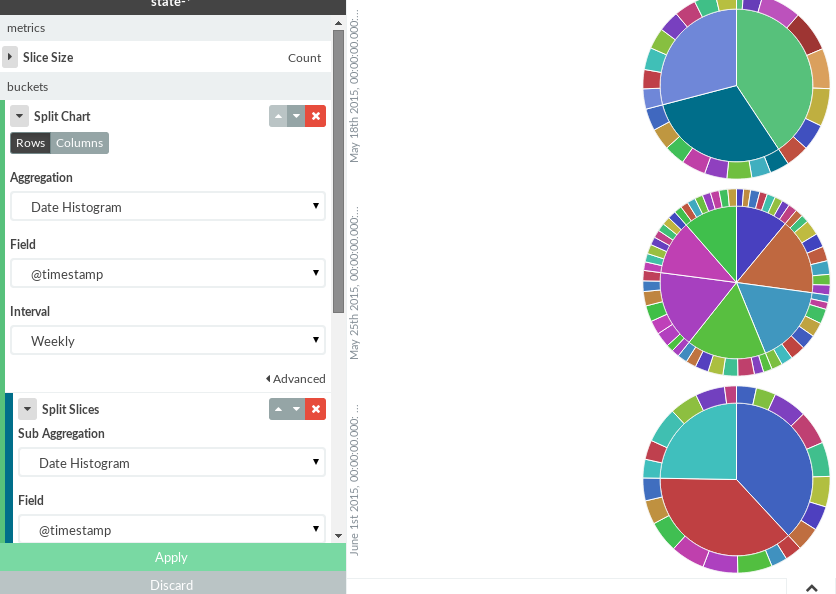 state-*
metrics
Slice Size Count
buckets
Split Chart
Rows Columns
Aggregation
Date Histogram
Field
@timestamp
Interval
Weekly
Advanced
Split Slices
Sub Aggregation
Date Histogram
Field
@timestamp
Apply
Discard
May 18th 2015, 00:00:00.000:...
May 25th 2015, 00:00:00.000:...
June 1st 2015, 00:00:00.000: ...